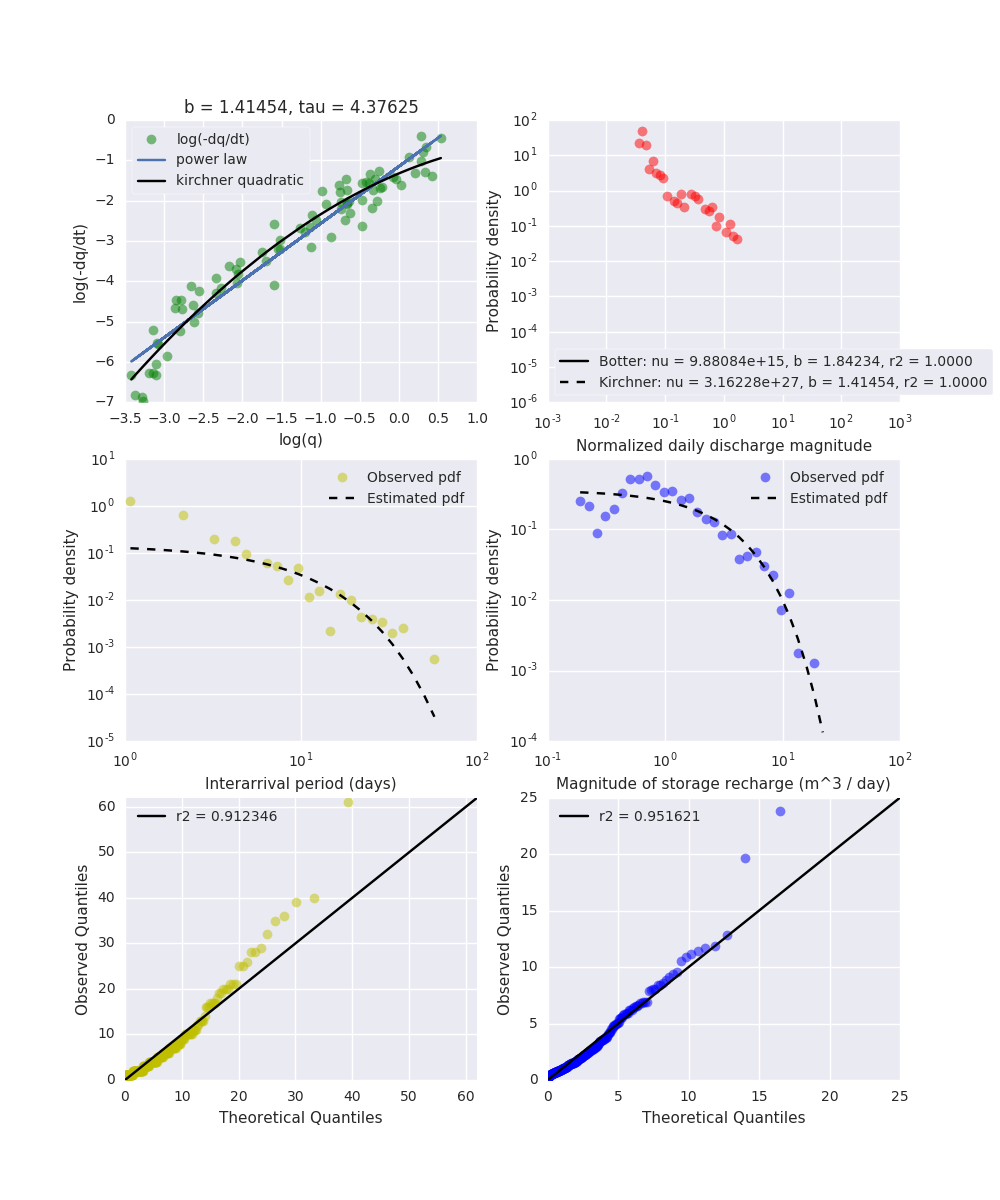 b = 1.41454, tau = 4.37625
0
−1
−2
−3
−4
−5
−6
−7
log(-dq/dt)
log(-dq/dt)
power law
kirchner quadratic
−3.5 −3.0 −2.5 −2.0 −1.5 −1.0 −0.5 0.0 0.5 1.0
log(q)
10^2
10^1
10^0
10^-1
10^-2
10^-3
10^-4
10^-5
10^-6
Probability density
Botter: nu = 9.88084e+15, b = 1.84234, r2 = 1.0000
Kirchner: nu = 3.16228e+27, b = 1.41454, r2 = 1.0000
10^-3 10^-2 10^-1 10^0 10^1 10^2 10^3
Normalized daily discharge magnitude
10^1
10^0
10^-1
10^-2
10^-3
10^-4
10^-5
Probability density
Observed pdf
Estimated pdf
10^0 10^1 10^2
Interarrival period (days)
10^0
10^-1
10^-2
10^-3
10^-4
Probability density
Observed pdf
Estimated pdf
10^-1 10^0 10^1 10^2
Magnitude of storage recharge (m^3 / day)
60
50
40
30
20
10
0
Observed Quantiles
r2 = 0.912346
0 10 20 30 40 50 60
Theoretical Quantiles
25
20
15
10
5
0
Observed Quantiles
r2 = 0.951621
0 5 10 15 20 25
Theoretical Quantiles